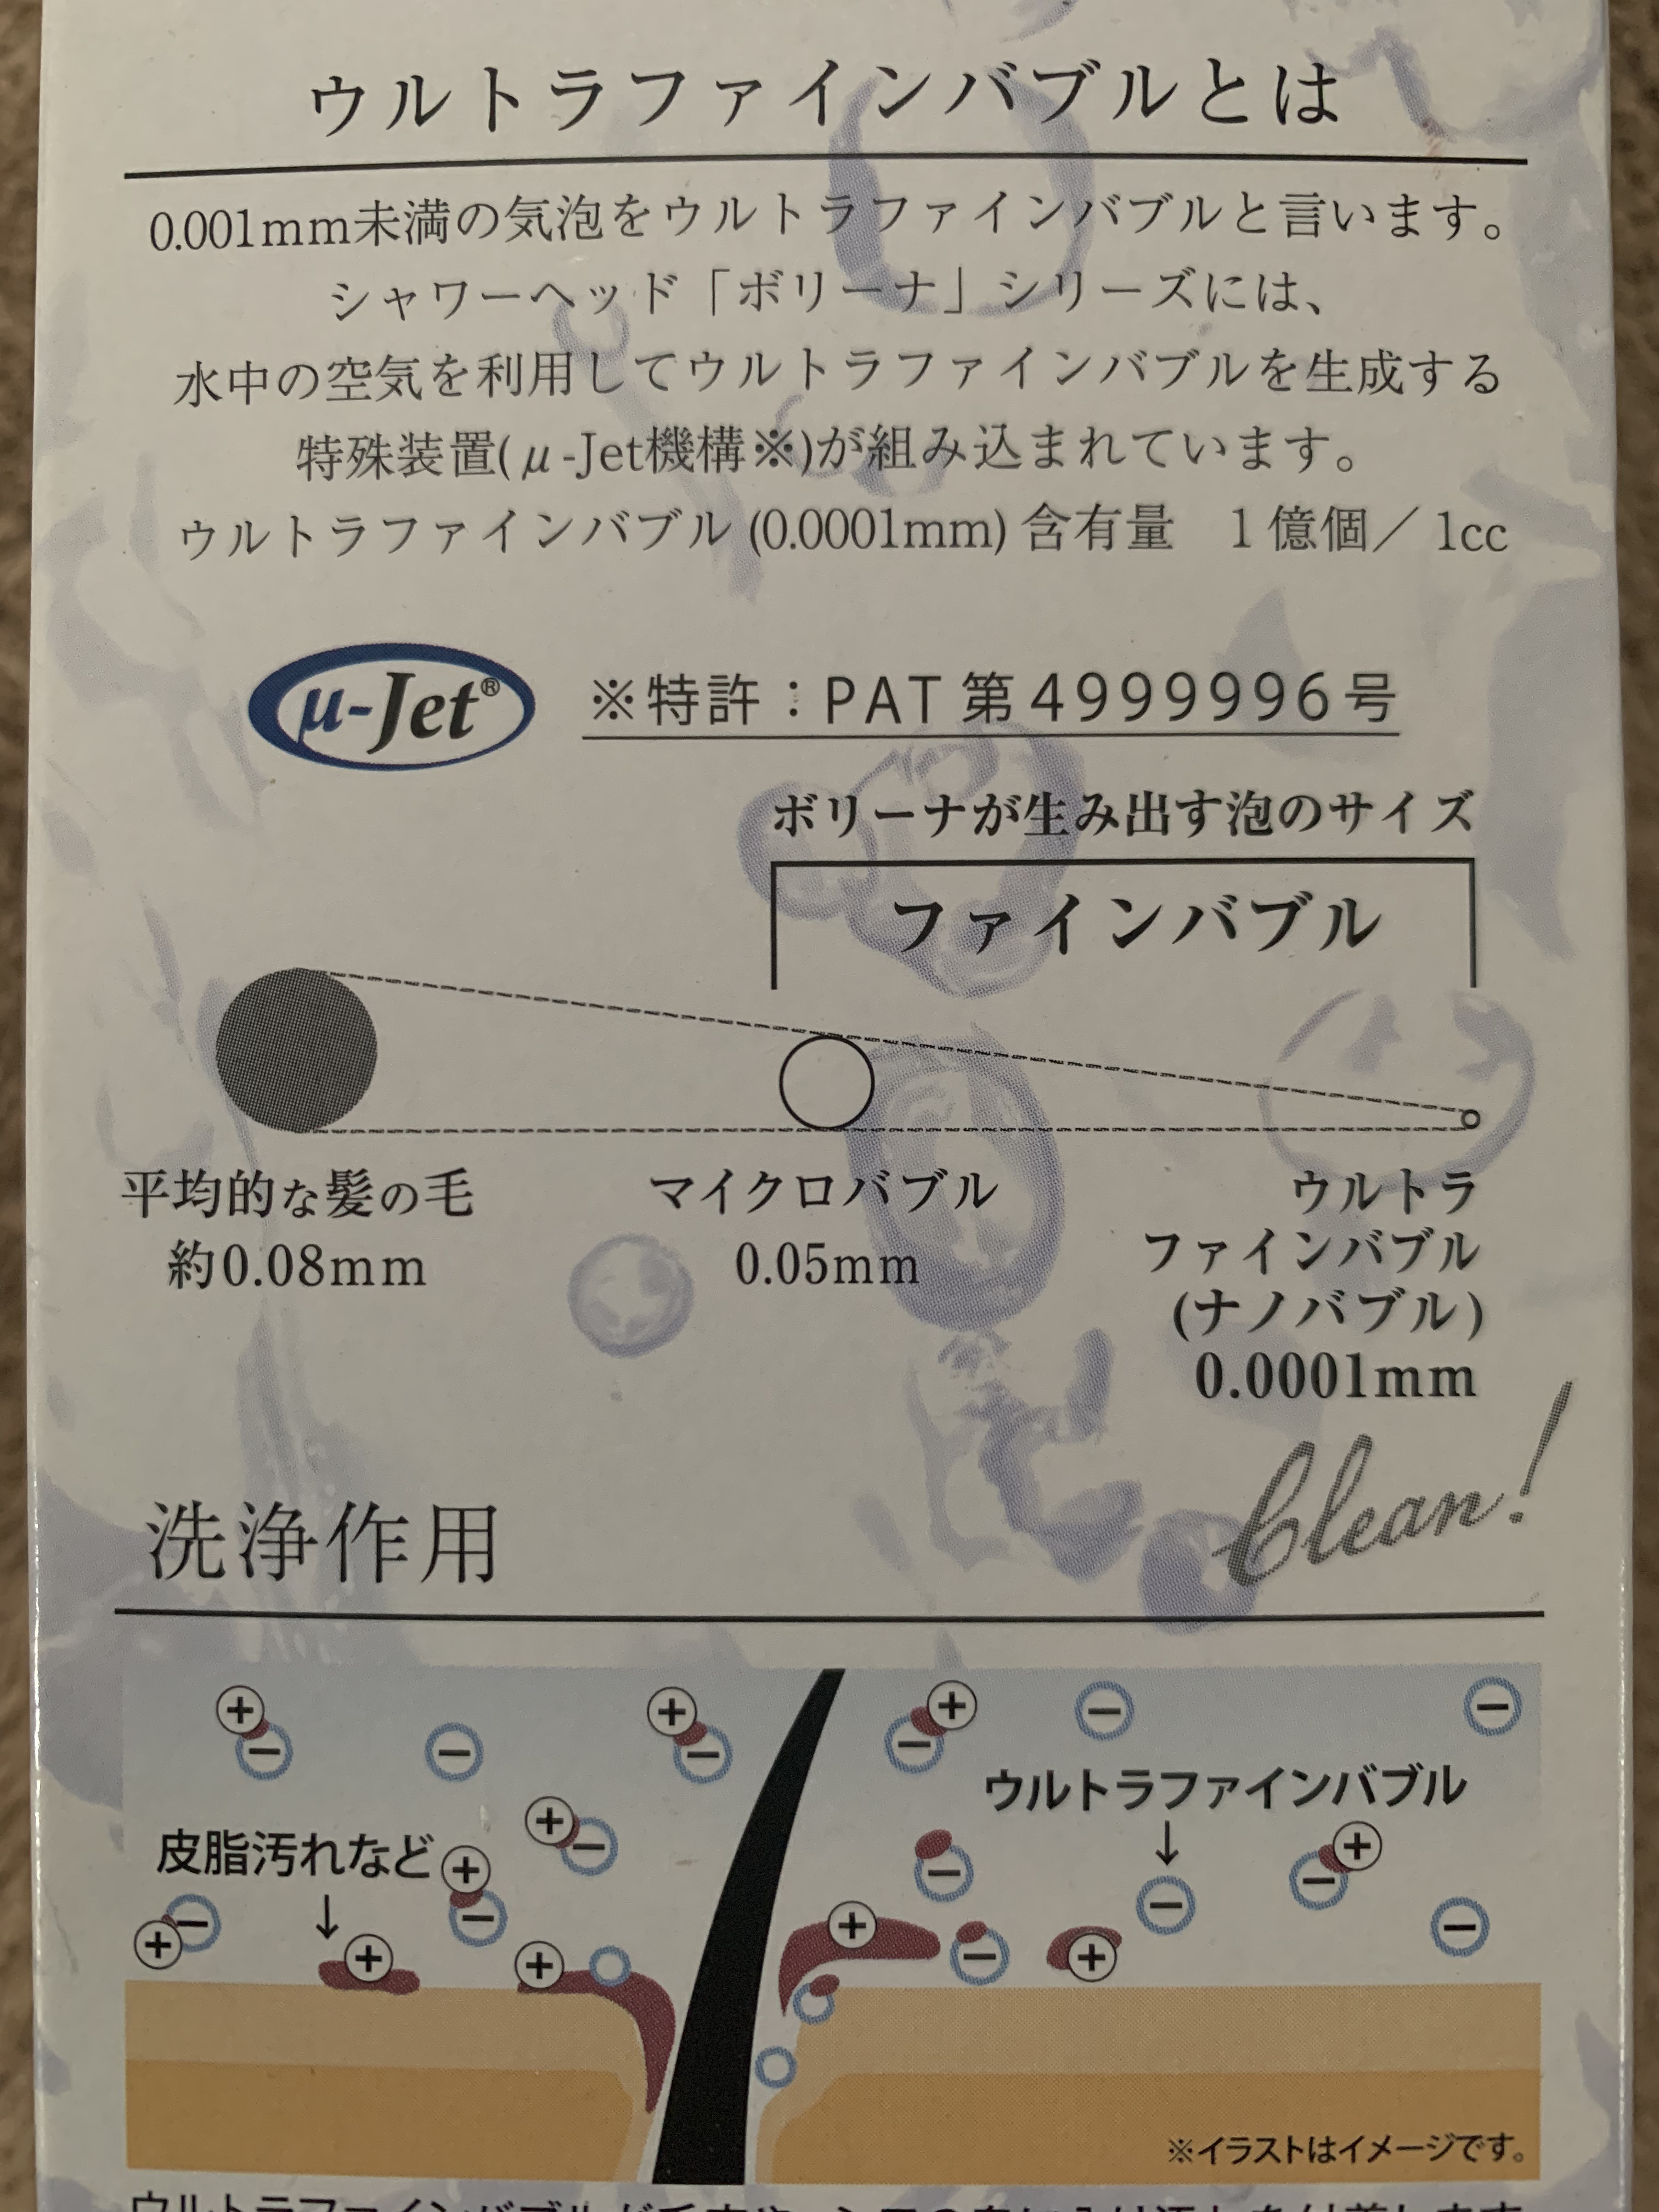 ウルトラファインバブルとは
0.001mm未満の気泡をウルトラファインバブルと言います。
シャワーヘッド「ボリーナ」シリーズには、
水中の空気を利用してウルトラファインバブルを生成する
特殊装置(μ-Jet機構※)が組み込まれています。
ウルトラファインバブル (0.0001mm) 含有量　1億個／1cc
μ-Jet®
※特許：PAT第4999996号
ボリーナが生み出す泡のサイズ
ファインバブル
平均的な髪の毛
約0.08mm
マイクロバブル
0.05mm
ウルトラ
ファインバブル
(ナノバブル)
0.0001mm
洗浄作用
Clean!
ウルトラファインバブル
皮脂汚れなど
※イラストはイメージです。